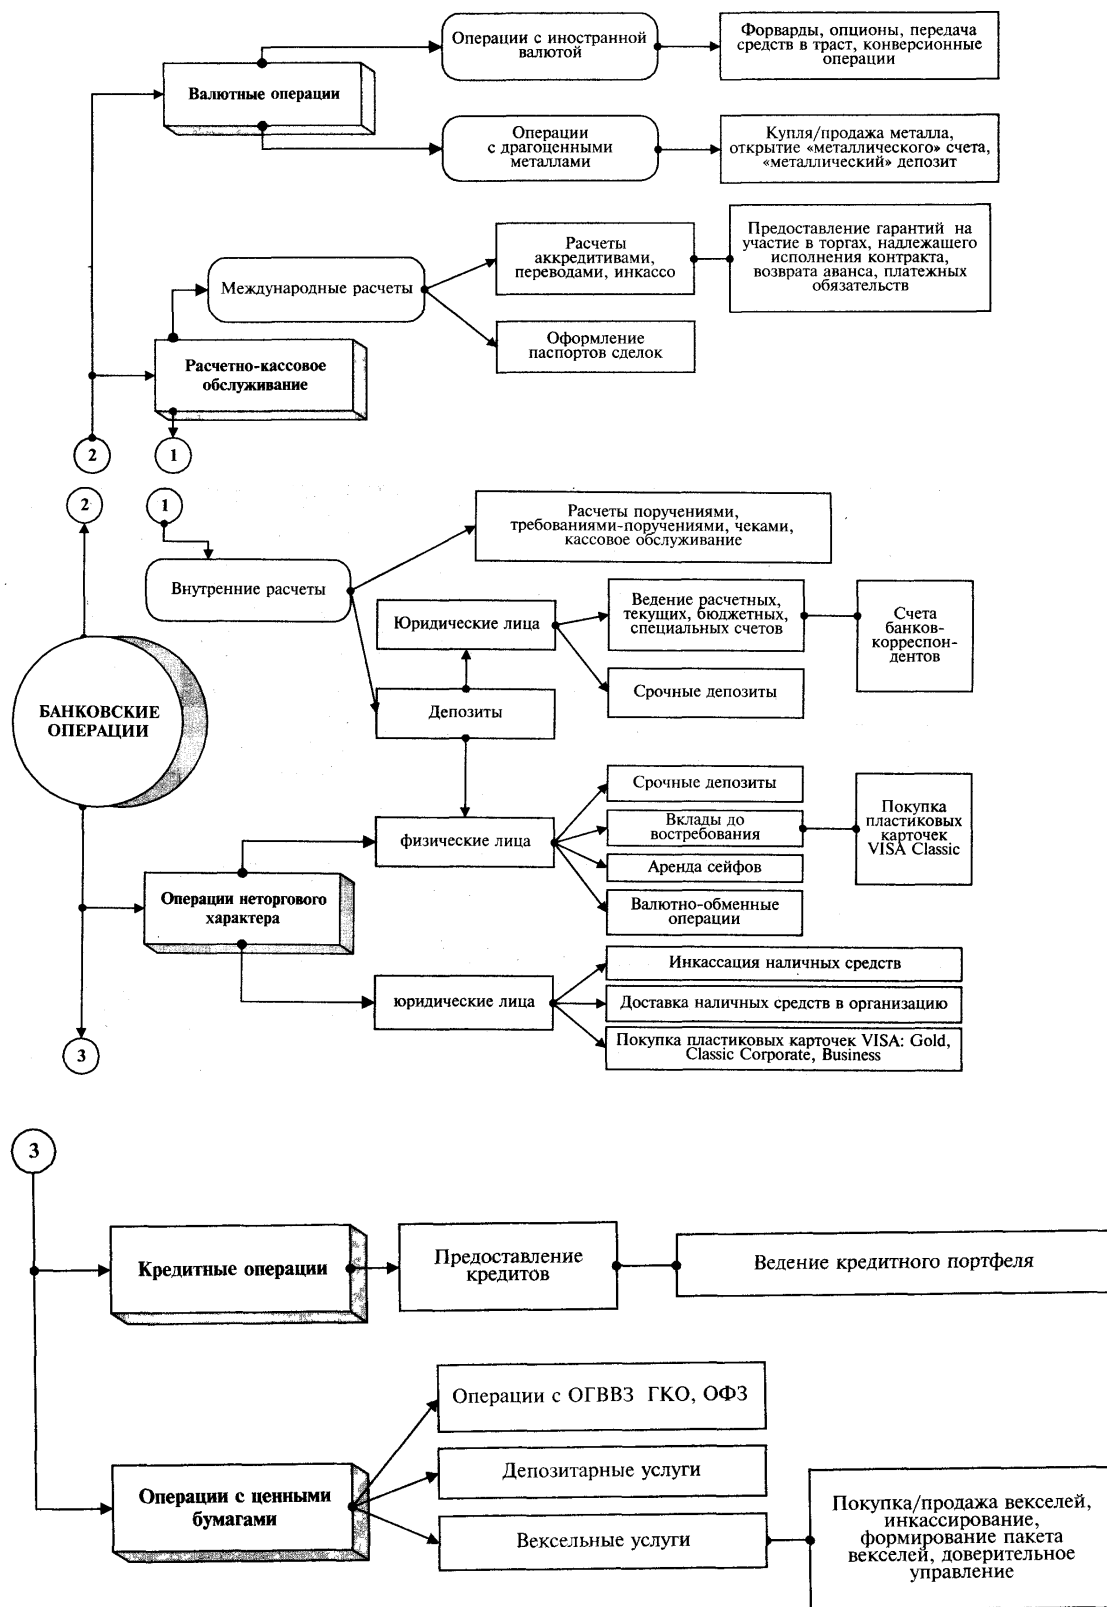 Операции с иностранной
валютой
Форварды, опционы, передача
средств в траст, конверсионные
операции
Валютные операции
Операции
с драгоценными
металлами
Купля/продажа металла,
открытие «металлического» счета,
«металлический» депозит
Международные расчеты
Расчеты
аккредитивами,
переводами, инкассо
Предоставление гарантий на
участие в торгах, надлежащего
исполнения контракта,
возврата аванса, платежных
обязательств
Оформление
паспортов сделок
Расчетно-кассовое
обслуживание
2
1
2
1
Расчеты поручениями,
требованиями-поручениями, чеками,
кассовое обслуживание
Внутренние расчеты
Юридические лица
Ведение расчетных,
текущих, бюджетных,
специальных счетов
Счета
банков-
корреспон-
дентов
Срочные депозиты
Депозиты
БАНКОВСКИЕ
ОПЕРАЦИИ
Срочные депозиты
Вклады до
востребования
Покупка
пластиковых
карточек
VISA Classic
физические лица
Аренда сейфов
Валютно-обменные
операции
Операции неторгового
характера
Инкассация наличных средств
юридические лица
Доставка наличных средств в организацию
Покупка пластиковых карточек VISA: Gold,
Classic Corporate, Business
3
3
Кредитные операции
Предоставление
кредитов
Ведение кредитного портфеля
Операции с ОГВВЗ ГКО, ОФЗ
Депозитарные услуги
Операции с ценными
бумагами
Вексельные услуги
Покупка/продажа векселей,
инкассирование,
формирование пакета
векселей, доверительное
управление